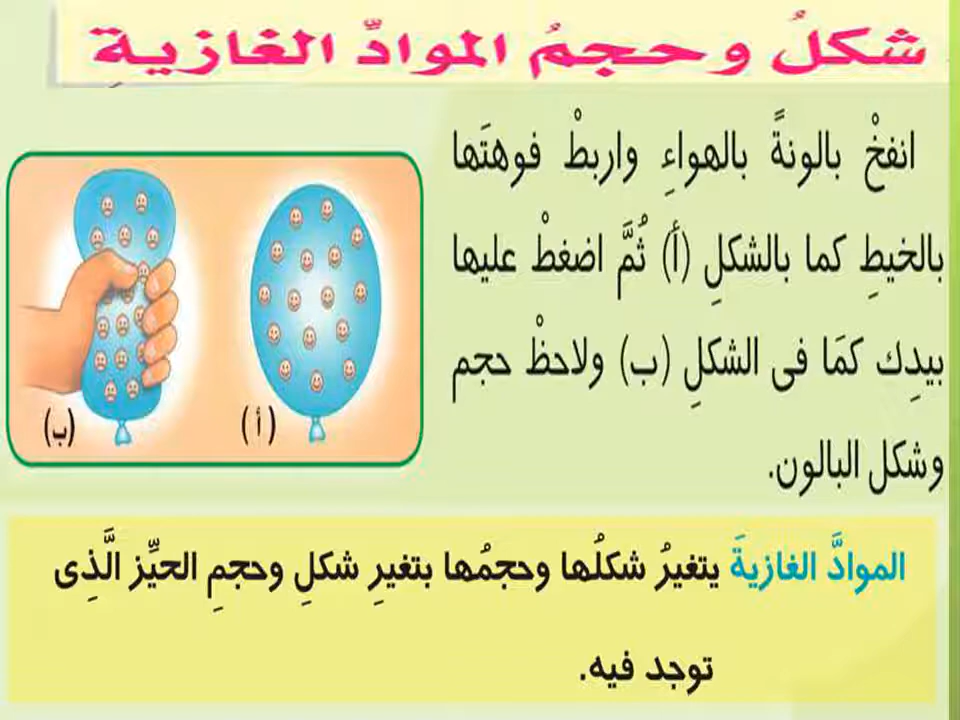 شكلُ وحجمُ الموادِّ الغازيةِ
انفخْ بالونةً بالهواءِ واربطْ فوهتَها
بالخيطِ كما بالشكلِ (أ) ثُمَّ اضغطْ عليها
بيدِك كمَا فى الشكلِ (ب) ولاحظْ حجم
وشكل البالون.
(أ)
(ب)
الموادَّ الغازيةَ يتغيرُ شكلُها وحجمُها بتغيرِ شكلِ وحجمِ الحيِّز الَّذِى
توجد فيه.